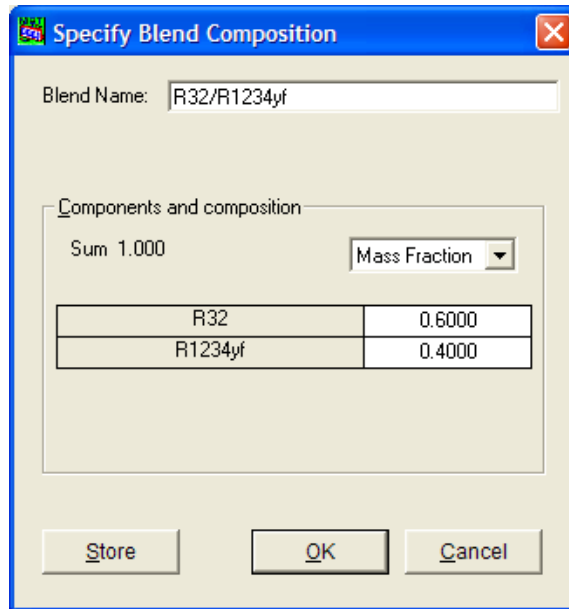 Specify Blend Composition
Blend Name: R32/R1234yf
Components and composition
Sum 1.000 Mass Fraction
R32 0.6000
R1234yf 0.4000
Store OK Cancel